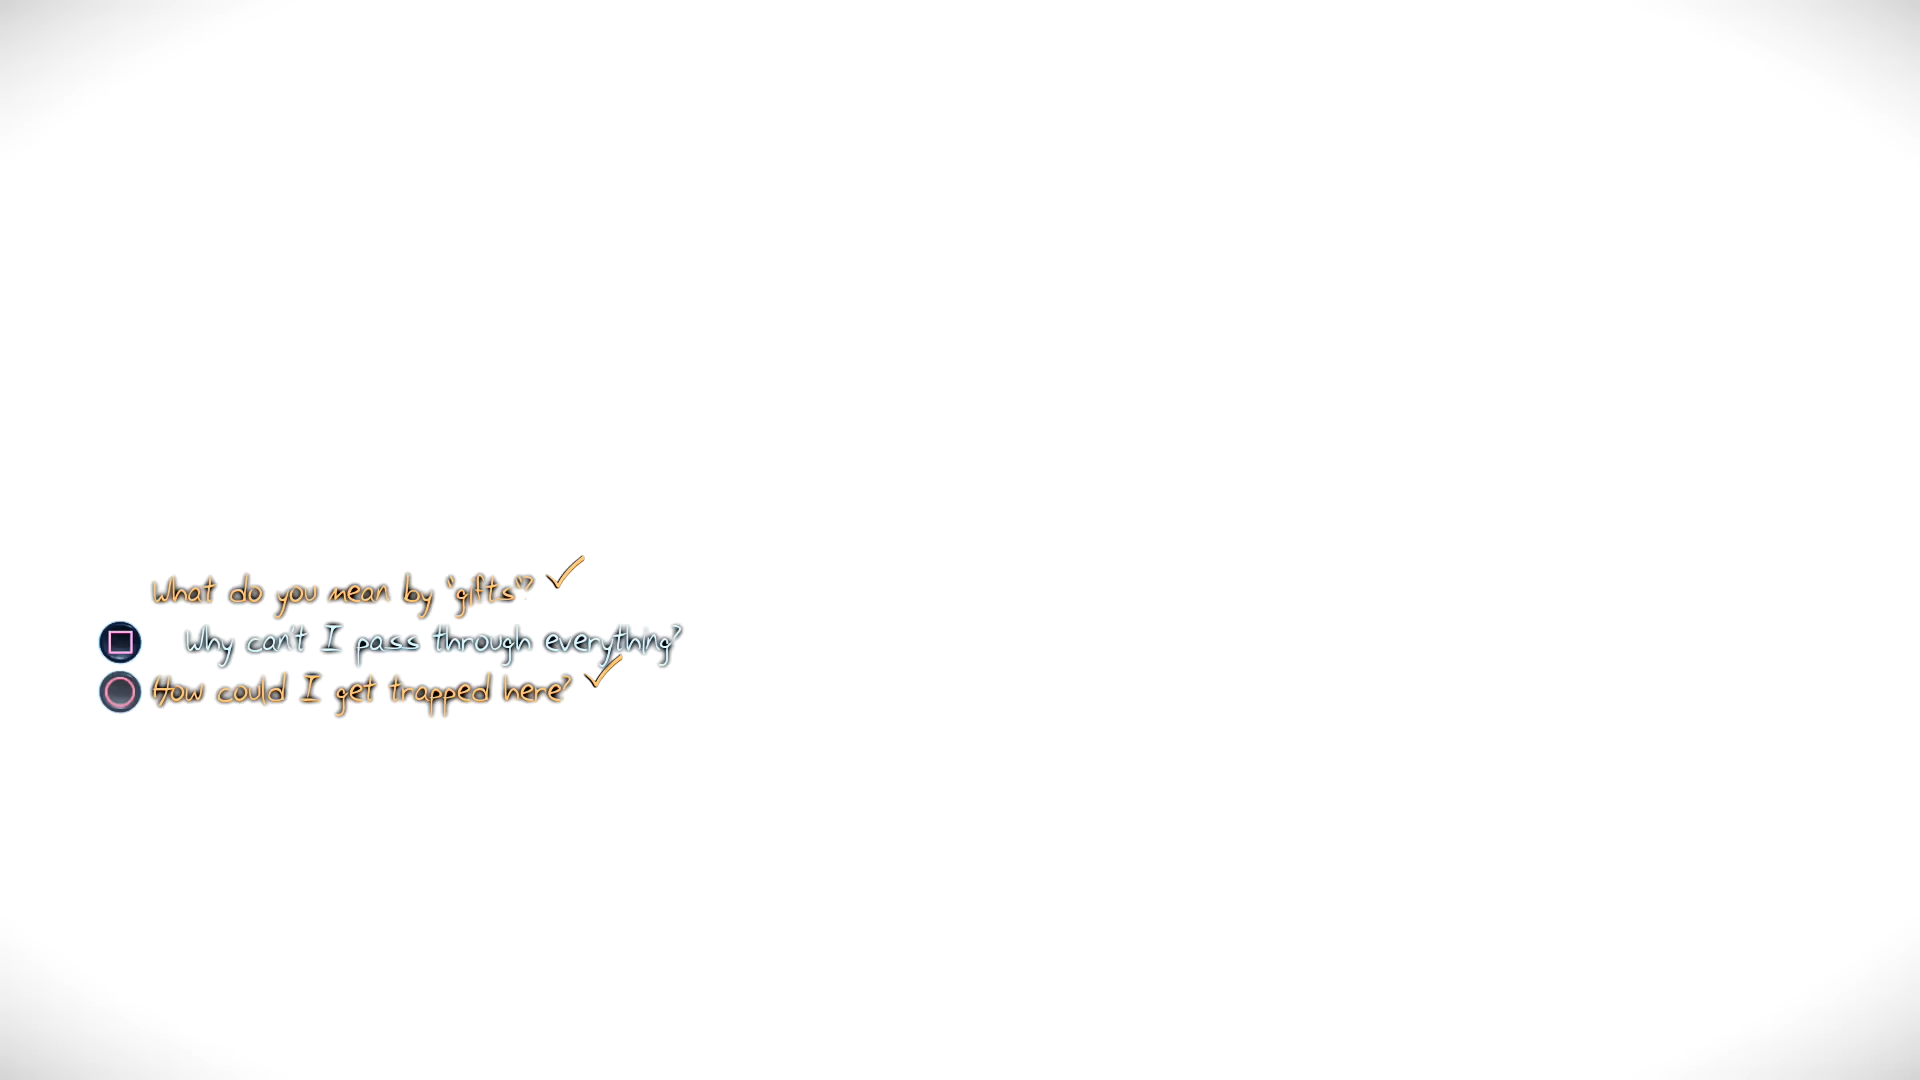 What do you mean by "gifts"?
Why can't I pass through everything?
How could I get trapped here?